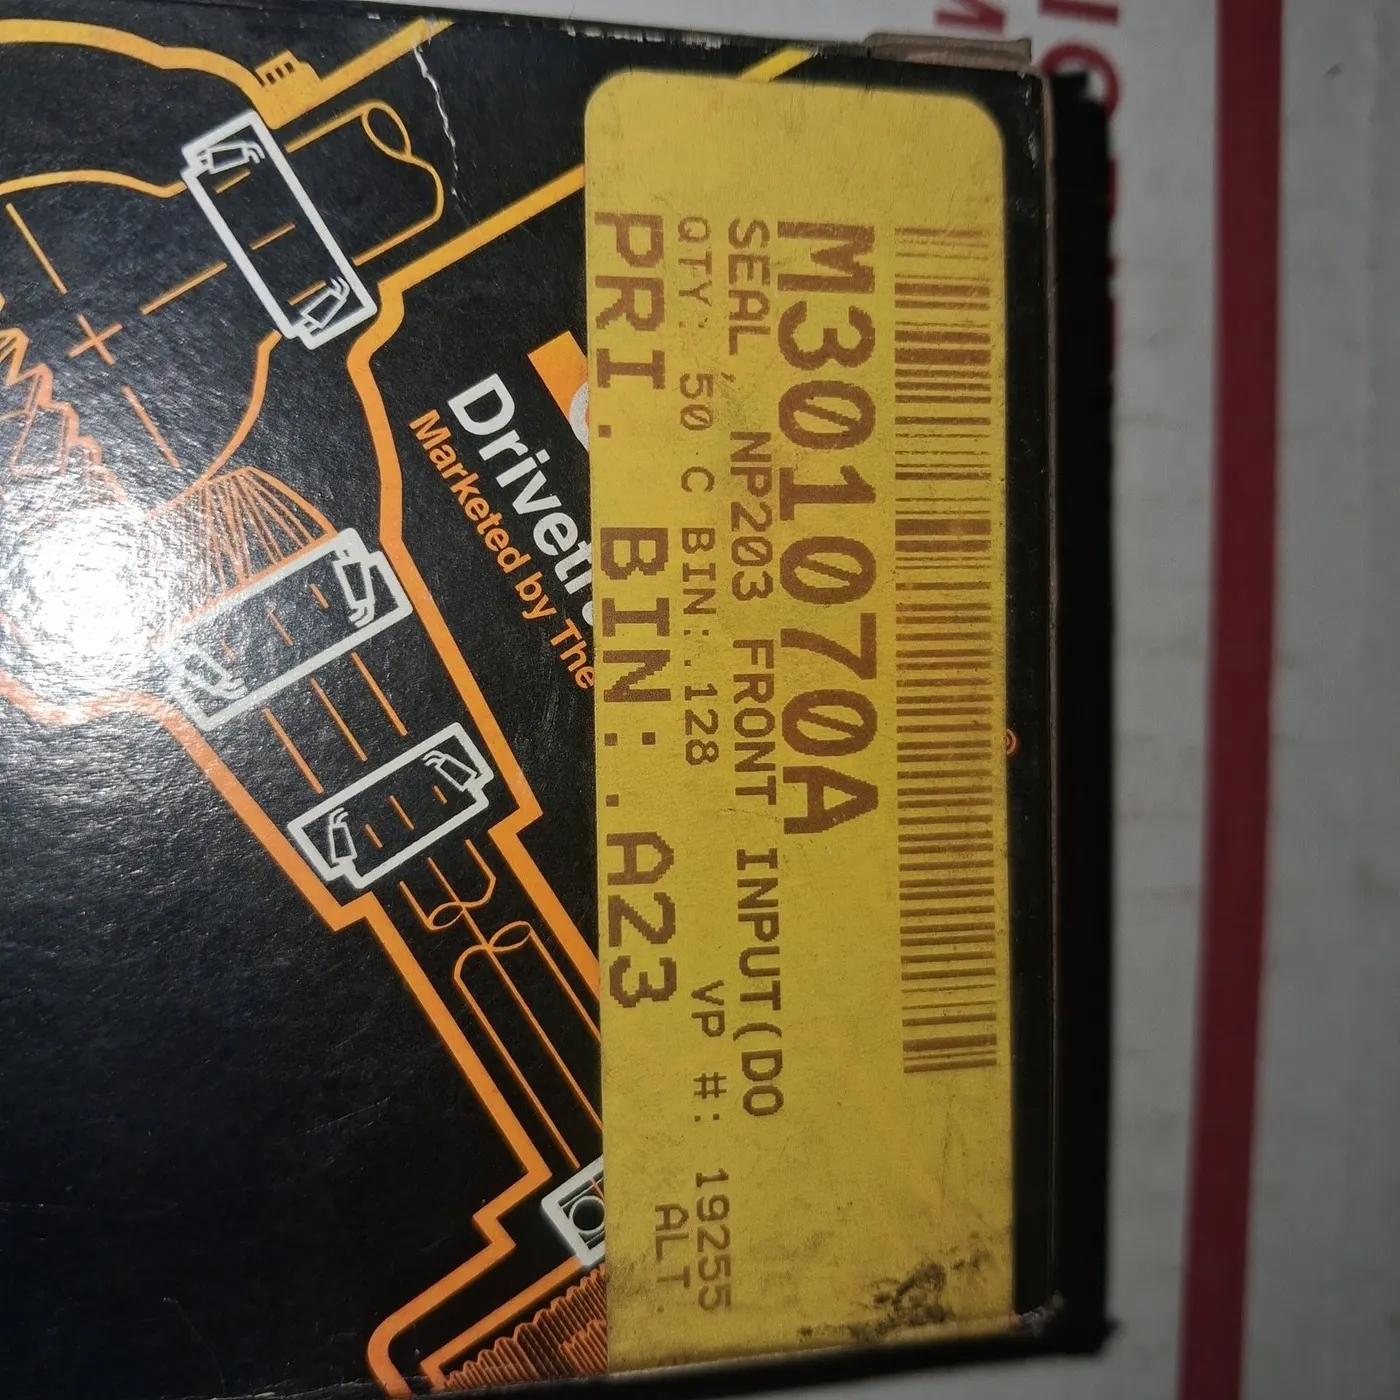 M301070A
SEAL, NP203 FRONT INPUT(DO
QTY: 50 C BIN:.128 VP #: 19255
PRI. BIN:.A23 ALT.
Marketed by The